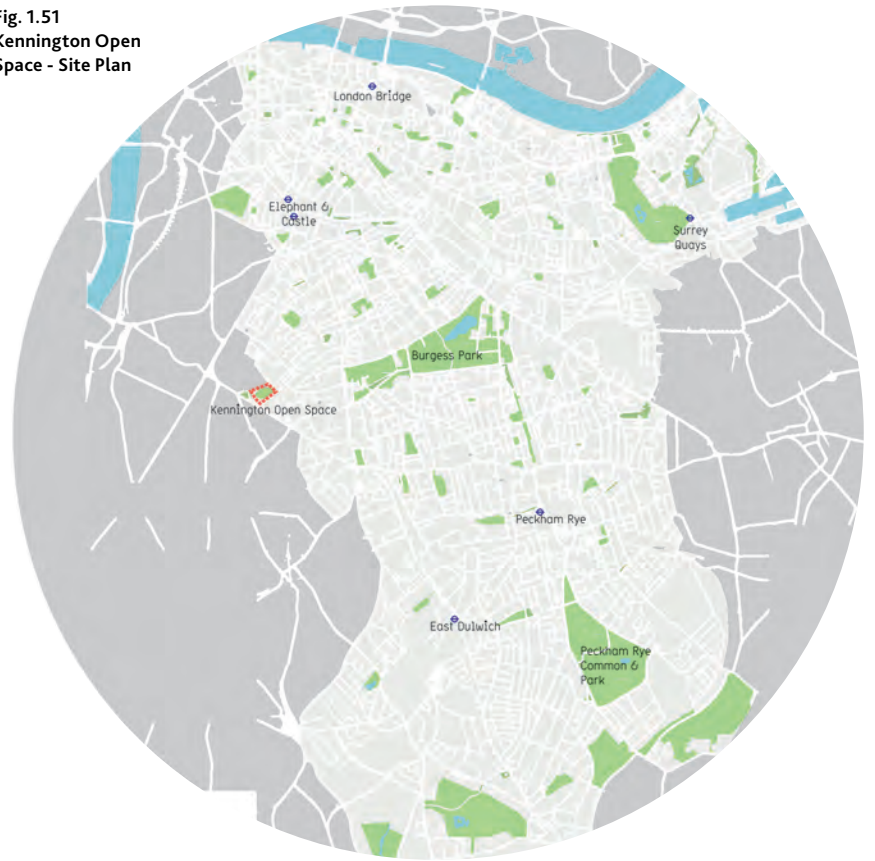 Fig. 1.51
Kennington Open
Space - Site Plan
London Bridge
Elephant &
Castle
Surrey
Quays
Burgess Park
Kennington Open Space
Peckham Rye
East Dulwich
Peckham Rye
Common &
Park